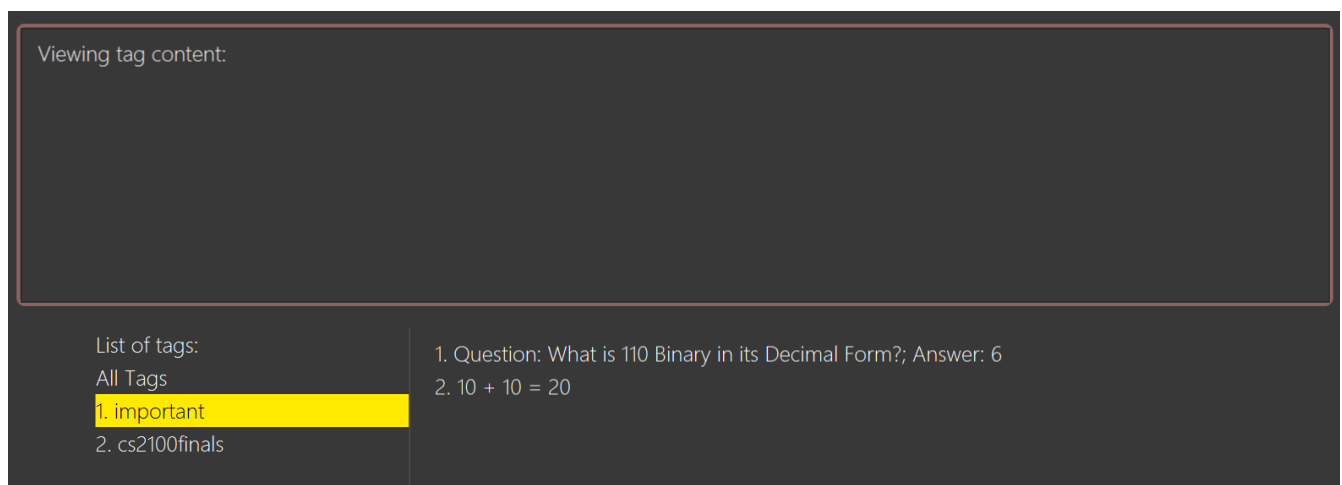 Viewing tag content:
List of tags:
All Tags
1. important
2. cs2100finals
1. Question: What is 110 Binary in its Decimal Form?; Answer: 6
2. 10 + 10 = 20